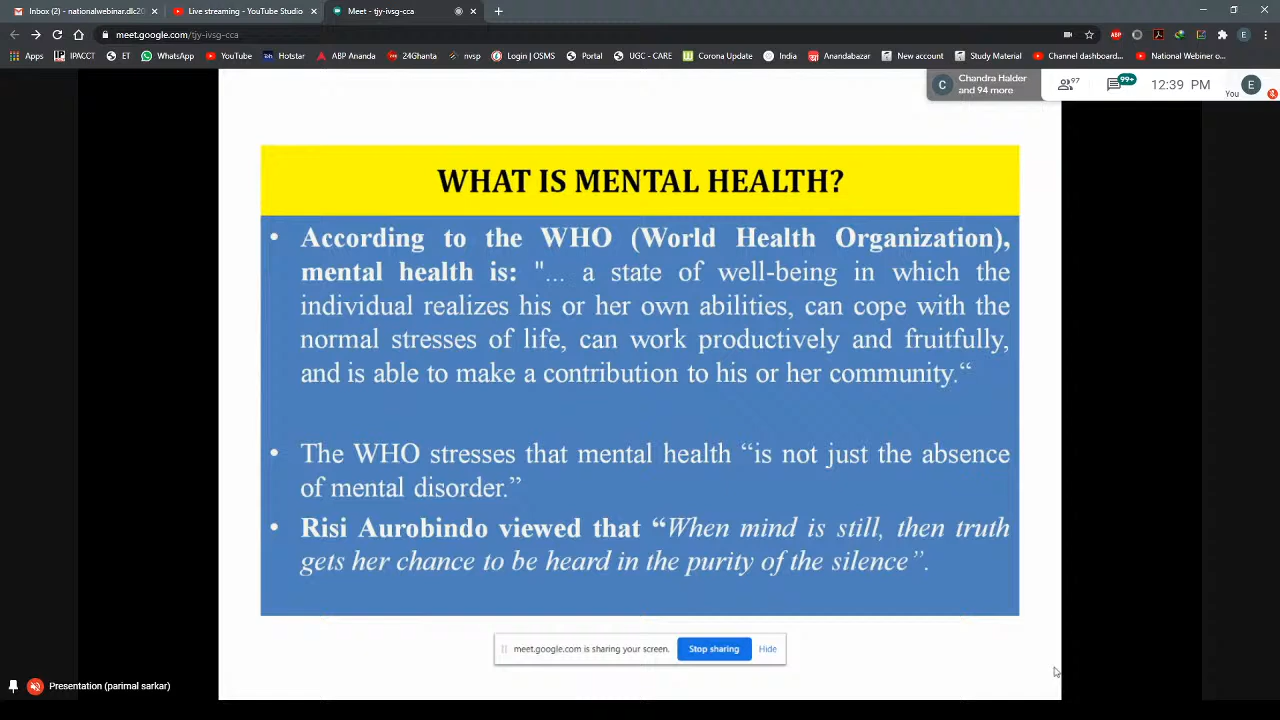 Inbox (8) - nationalwebinar.dlc20
Live streaming - YouTube Studio
Meet - tjy-ivsg-cca
meet.google.com/tjy-ivsg-cca
Apps IPACCT ET WhatsApp YouTube Hotstar ABP Ananda 24Ghanta nvsp Login | OSMS Portal UGC - CARE Corona Update India Anandabazar New account Study Material Channel dashboard... National Webinar o...
Chandra Halder
and 94 more
97
99+
12:39 PM
You
E
WHAT IS MENTAL HEALTH?
• According to the WHO (World Health Organization),
mental health is: "... a state of well-being in which the
individual realizes his or her own abilities, can cope with the
normal stresses of life, can work productively and fruitfully,
and is able to make a contribution to his or her community.“
• The WHO stresses that mental health “is not just the absence
of mental disorder.”
• Risi Aurobindo viewed that “When mind is still, then truth
gets her chance to be heard in the purity of the silence”.
meet.google.com is sharing your screen. Stop sharing Hide
Presentation (parimal sarkar)